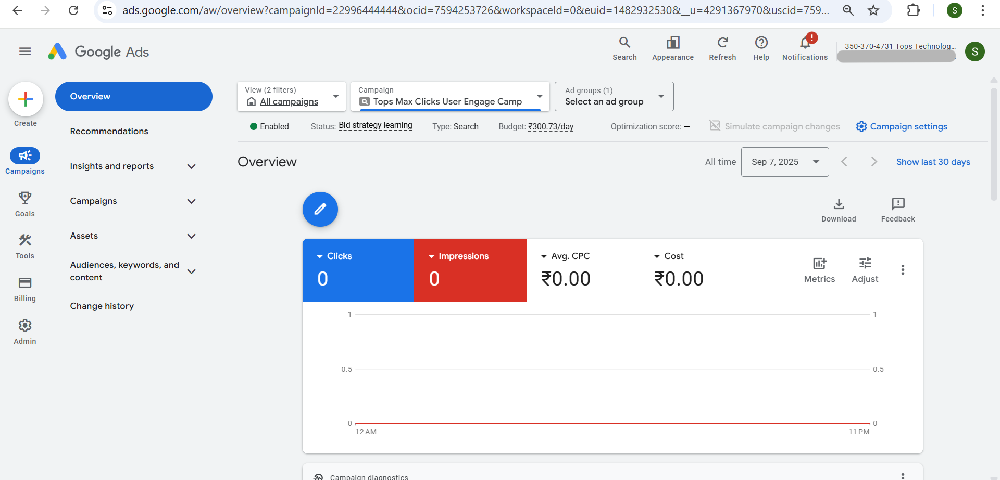 ads.google.com/aw/overview?campaignId=22996444444&ocid=7594253726&workspaceId=0&euid=1482932530&__u=4291367970&uscid=759...
S
Google Ads
Search
Appearance
Refresh
Help
!
Notifications
350-370-4731 Tops Technolog...
S
Create
Campaigns
Goals
Tools
Billing
Admin
Overview
Recommendations
Insights and reports
Campaigns
Assets
Audiences, keywords, and
content
Change history
View (2 filters)
All campaigns
Campaign
Tops Max Clicks User Engage Camp
Ad groups (1)
Select an ad group
Enabled
Status: Bid strategy learning
Type: Search
Budget: ₹300.73/day
Optimization score: –
Simulate campaign changes
Campaign settings
Overview
All time
Sep 7, 2025
Show last 30 days
Download
Feedback
Clicks
0
Impressions
0
Avg. CPC
₹0.00
Cost
₹0.00
Metrics
Adjust
1
1
0.5
0.5
0
0
12 AM
11 PM
Campaign diagnostics